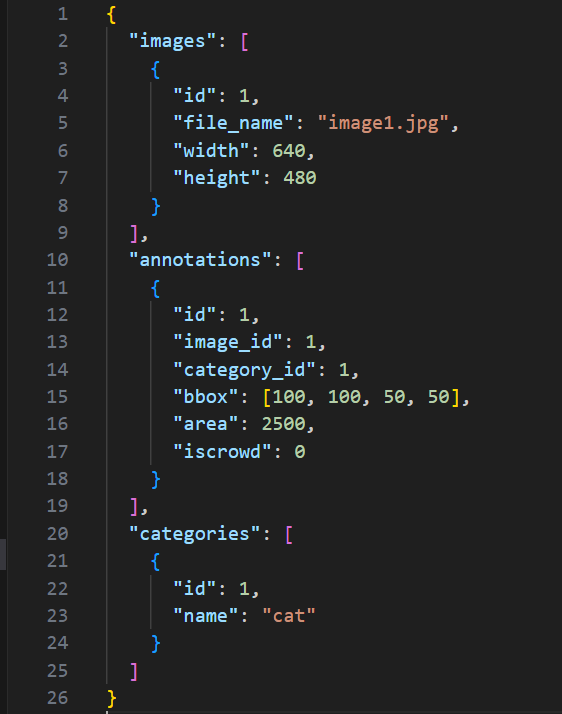 1 {
2   "images": [
3     {
4       "id": 1,
5       "file_name": "image1.jpg",
6       "width": 640,
7       "height": 480
8     }
9   ],
10   "annotations": [
11     {
12       "id": 1,
13       "image_id": 1,
14       "category_id": 1,
15       "bbox": [100, 100, 50, 50],
16       "area": 2500,
17       "iscrowd": 0
18     }
19   ],
20   "categories": [
21     {
22       "id": 1,
23       "name": "cat"
24     }
25   ]
26 }